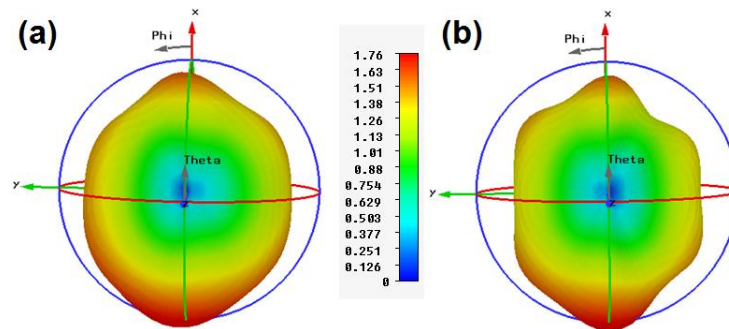 (a)
x
Phi
Theta
y
z
1.76
1.63
1.51
1.38
1.26
1.13
1.01
0.88
0.754
0.629
0.503
0.377
0.251
0.126
0
(b)
x
Phi
Theta
y